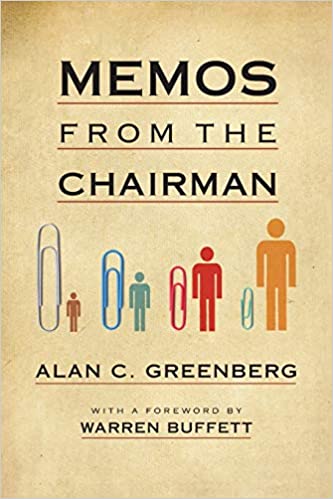 MEMOS
FROM THE
CHAIRMAN
ALAN C. GREENBERG
WITH A FOREWORD BY
WARREN BUFFETT